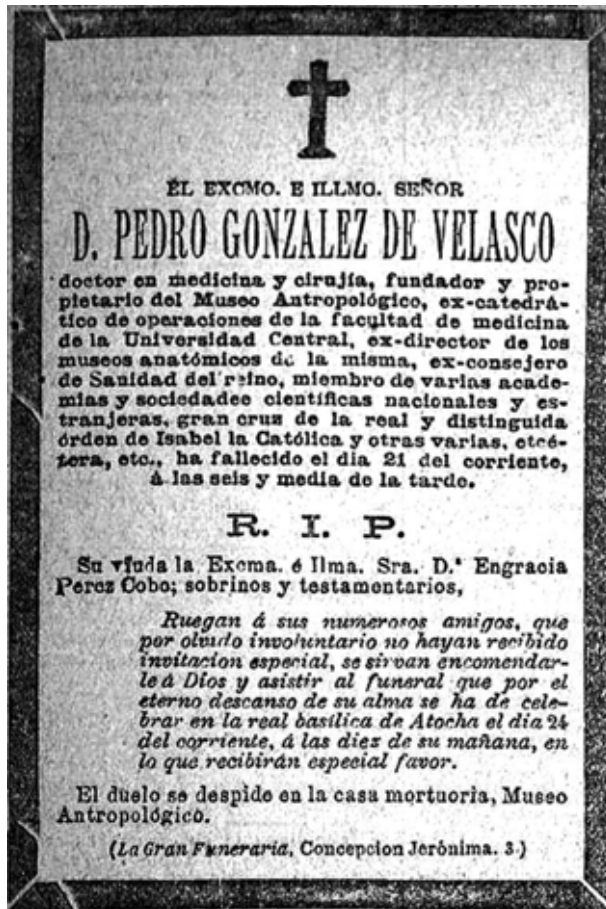 EL EXCMO. E ILLMO. SEÑOR
D. PEDRO GONZALEZ DE VELASCO
doctor en medicina y cirujía, fundador y pro-
pietario del Museo Antropológico, ex-catedrá-
tico de operaciones de la facultad de medicina
de la Universidad Central, ex-director de los
museos anatómicos de la misma, ex-consejero
de Sanidad del reino, miembro de varias acade-
mias y sociedades científicas nacionales y es-
tranjeras, gran cruz de la real y distinguida
órden de Isabel la Católica y otras varias, etcé-
tera, etc., ha fallecido el dia 21 del corriente,
á las seis y media de la tarde.
R. I. P.
Su viuda la Excma. é Ilma. Sra. D.ª Engracia
Perez Cobo; sobrinos y testamentarios,
Ruegan á sus numerosos amigos, que
por olvido involuntario no hayan recibido
invitacion especial, se sirvan encomendar-
le á Dios y asistir al funeral que por el
eterno descanso de su alma se ha de cele-
brar en la real basílica de Atocha el dia 24
del corriente, á las diez de su mañana, en
lo que recibirán especial favor.
El duelo se despide en la casa mortuoria, Museo
Antropológico.
(La Gran Funeraria, Concepcion Jerónima. 3)